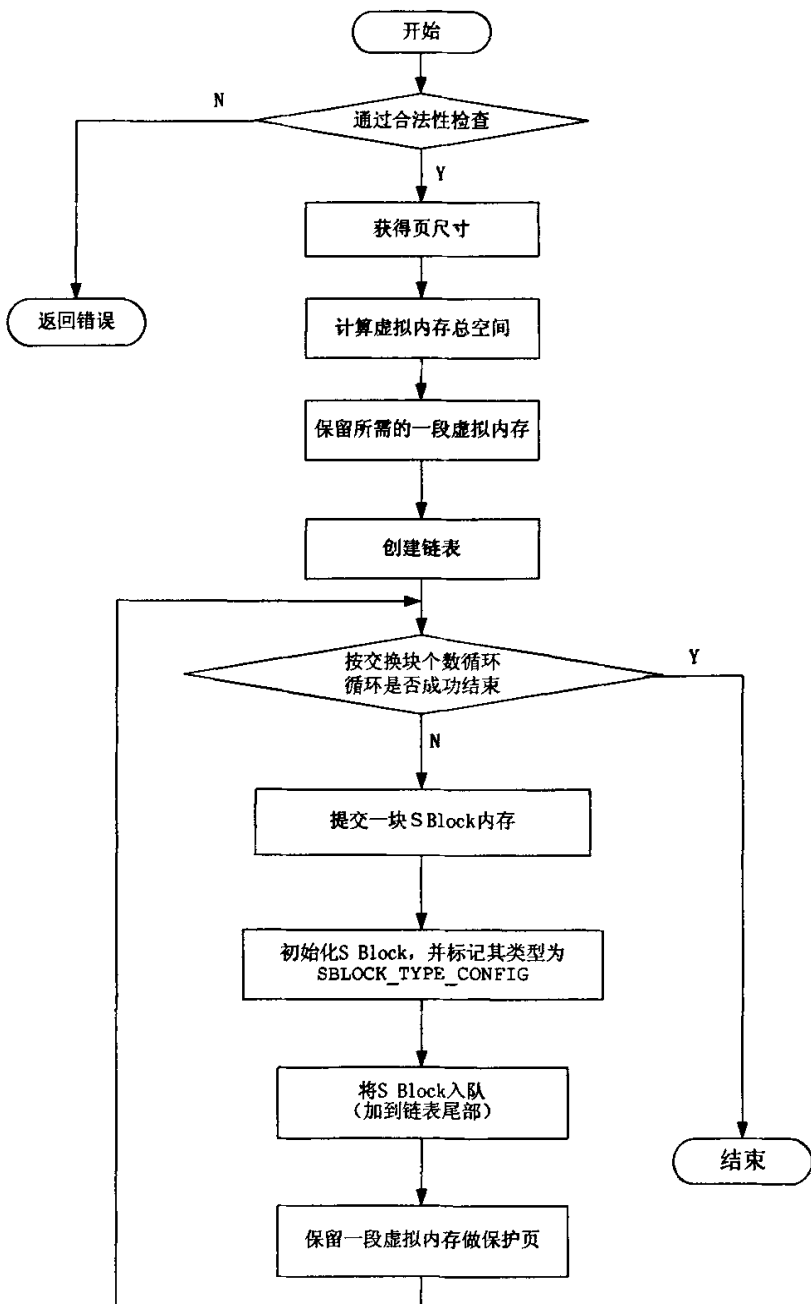 开始
N
通过合法性检查
Y
获得页尺寸
返回错误
计算虚拟内存总空间
保留所需的一段虚拟内存
创建链表
按交换块个数循环
Y
循环是否成功结束
N
提交一块S Block内存
初始化S Block，并标记其类型为
SBLOCK_TYPE_CONFIG
将S Block入队
（加到链表尾部）
结束
保留一段虚拟内存做保护页